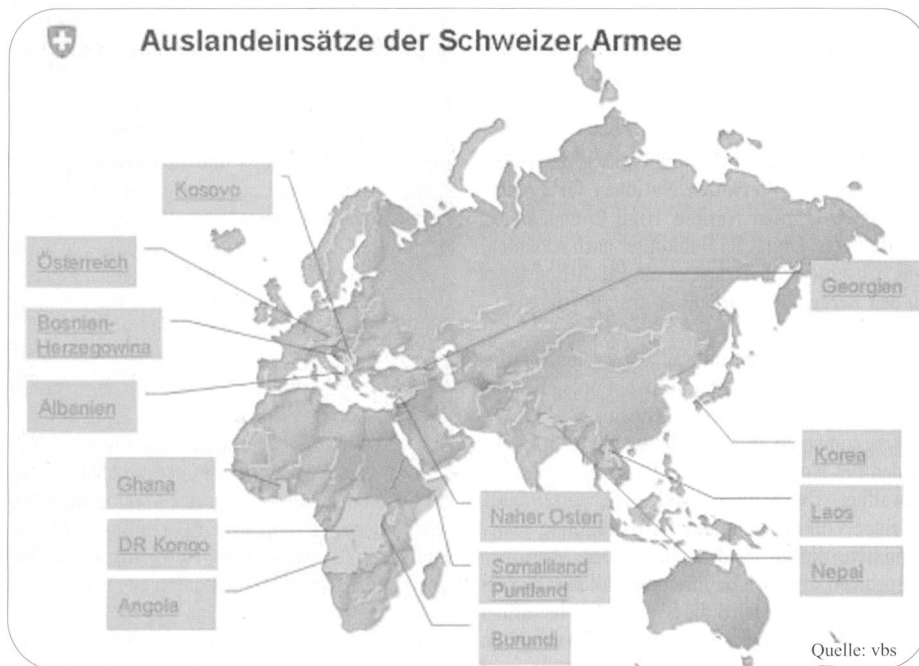 Auslandeinsätze der Schweizer Armee
Kosovo
Österreich
Georgien
Bosnien-
Herzegowina
Albanien
Korea
Ghana
Naher Osten
Laos
DR Kongo
Somaliland
Puntland
Nepal
Angola
Burundi
Quelle: vbs